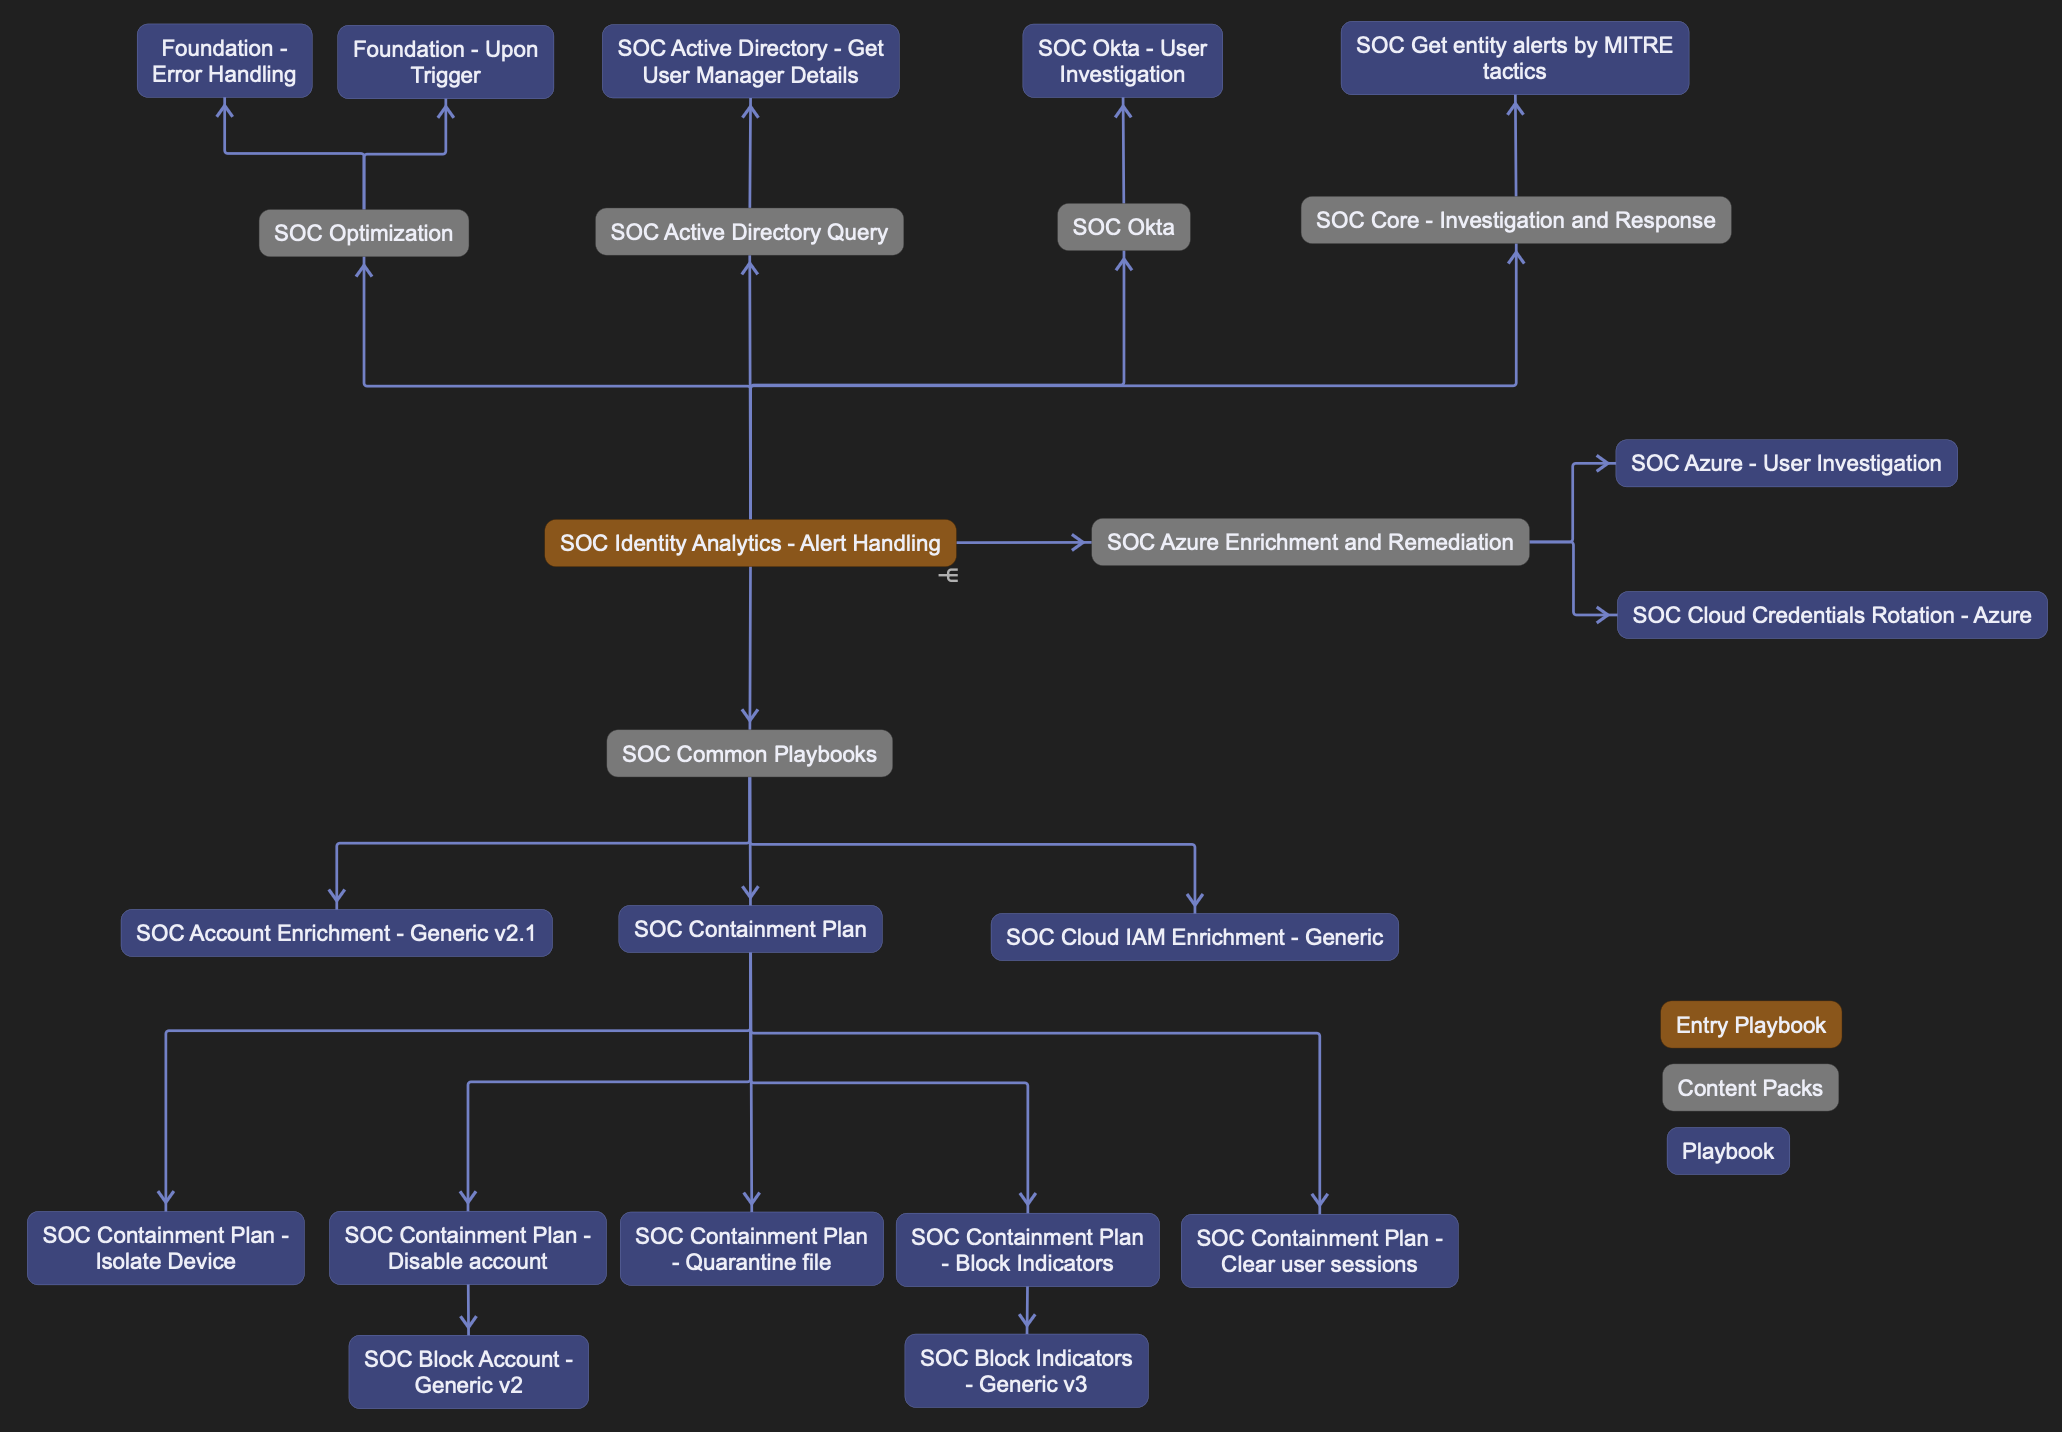 Foundation -
Error Handling
Foundation - Upon
Trigger
SOC Active Directory - Get
User Manager Details
SOC Okta - User
Investigation
SOC Get entity alerts by MITRE
tactics
SOC Optimization
SOC Active Directory Query
SOC Okta
SOC Core - Investigation and Response
SOC Azure - User Investigation
SOC Identity Analytics - Alert Handling
SOC Azure Enrichment and Remediation
SOC Cloud Credentials Rotation - Azure
SOC Common Playbooks
SOC Account Enrichment - Generic v2.1
SOC Containment Plan
SOC Cloud IAM Enrichment - Generic
Entry Playbook
Content Packs
Playbook
SOC Containment Plan -
Isolate Device
SOC Containment Plan -
Disable account
SOC Containment Plan
- Quarantine file
SOC Containment Plan
- Block Indicators
SOC Containment Plan -
Clear user sessions
SOC Block Account -
Generic v2
SOC Block Indicators
- Generic v3